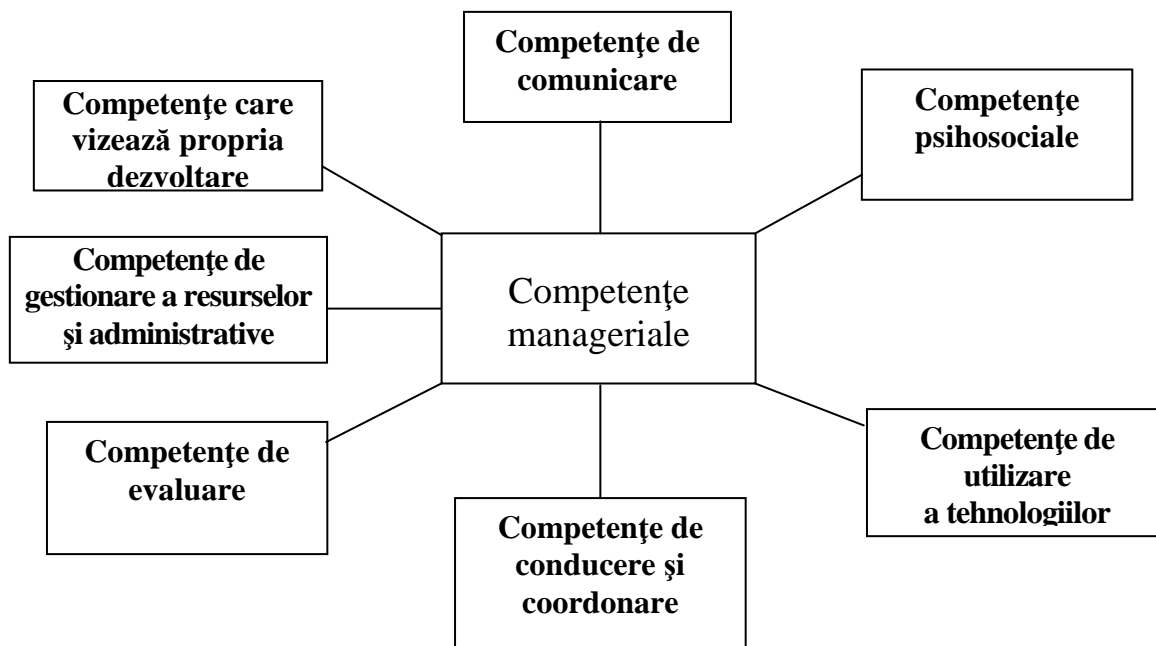 Competenţe de
comunicare
Competenţe care
vizează propria
dezvoltare
Competenţe
psihosociale
Competenţe de
gestionare a resurselor
şi administrative
Competenţe
manageriale
Competenţe de
evaluare
Competenţe de
utilizare
a tehnologiilor
Competenţe de
conducere şi
coordonare